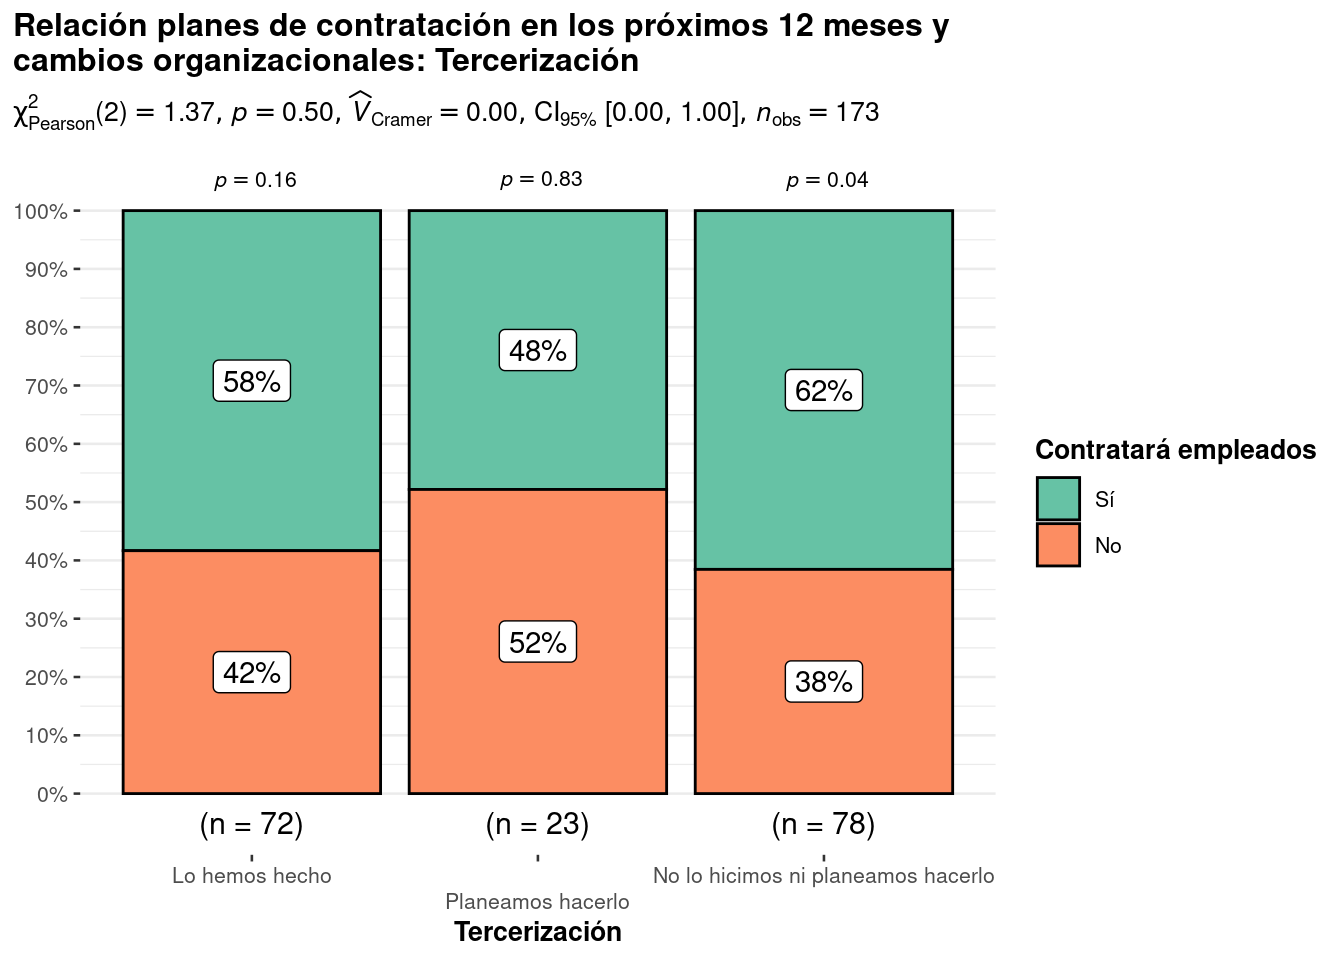 Relación planes de contratación en los próximos 12 meses y
cambios organizacionales: Tercerización
χ²Pearson(2) = 1.37, p = 0.50, V̂Cramer = 0.00, CI95% [0.00, 1.00], nobs = 173
p = 0.16 p = 0.83 p = 0.04
100%
90%
80%
70%
60%
50%
40%
30%
20%
10%
0%
58% 48% 62%
42% 52% 38%
(n = 72) (n = 23) (n = 78)
Lo hemos hecho
Planeamos hacerlo
No lo hicimos ni planeamos hacerlo
Tercerización
Contratará empleados
Sí
No